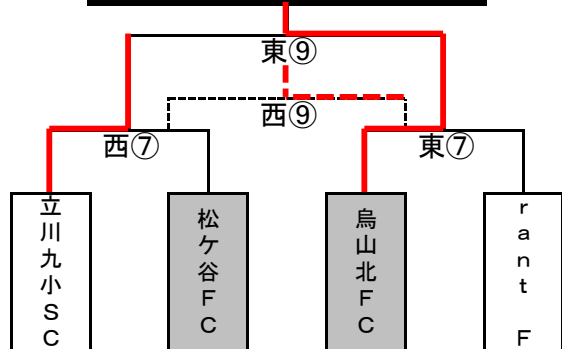 東⑨
西⑨
西⑦
東⑦
立川九小SC
松ケ谷FC
烏山北FC
rant F